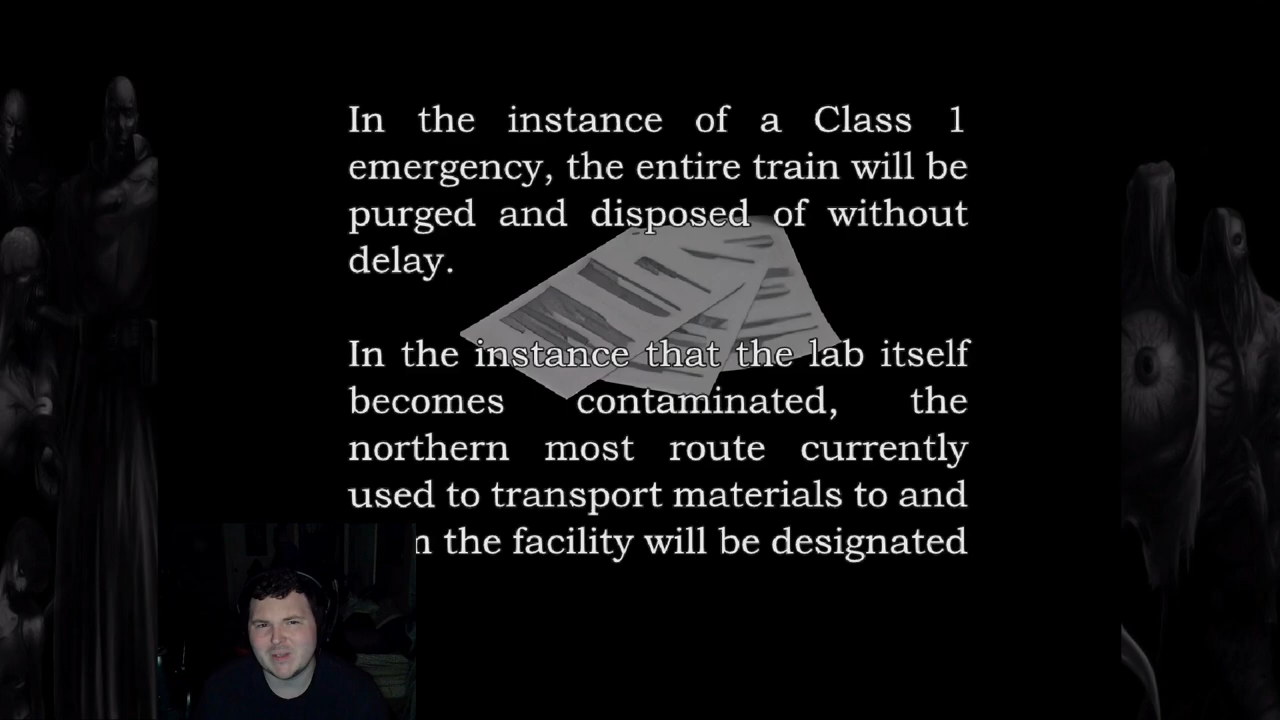 In the instance of a Class 1
emergency, the entire train will be
purged and disposed of without
delay.
In the instance that the lab itself
becomes contaminated, the
northern most route currently
used to transport materials to and
the facility will be designated